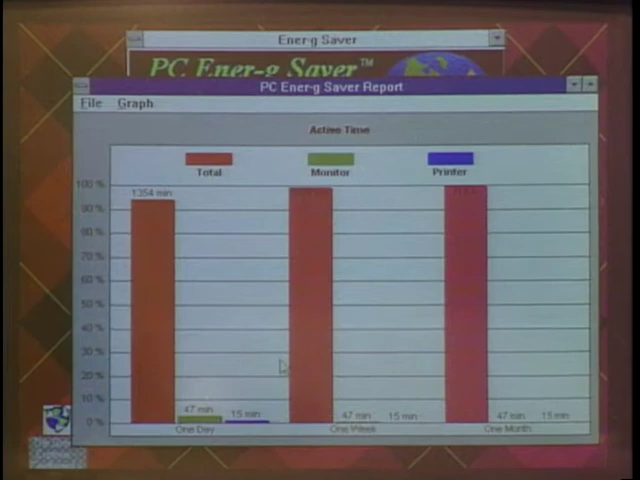 Ener-g Saver
PC Ener-g Saver™
PC Ener-g Saver Report
File Graph
Active Time
Total Monitor Printer
100 %
90 %
80 %
70 %
60 %
50 %
40 %
30 %
20 %
10 %
0 %
1354 min
47 min 15 min 47 min 15 min 47 min 15 min
One Day One Week One Month